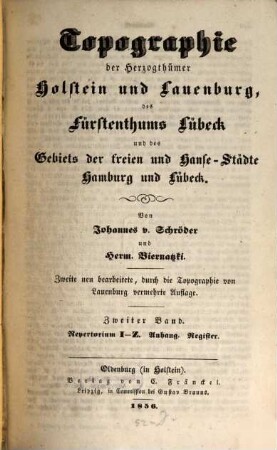 Topographie
der Herzogthümer
Holstein und Lauenburg,
des
Fürstenthums Lübeck
und des
Gebiets der freien und Hanse-Städte
Hamburg und Lübeck.
Von
Johannes v. Schröder
und
Herm. Biernatzki.
Zweite neu bearbeitete, durch die Topographie von
Lauenburg vermehrte Auflage.
Zweiter Band.
Repertorium I–Z. Anhang. Register.
Oldenburg (in Holstein).
Verlag von C. Fränckel.
Leipzig, in Commission bei Gustav Brauns.
1856.